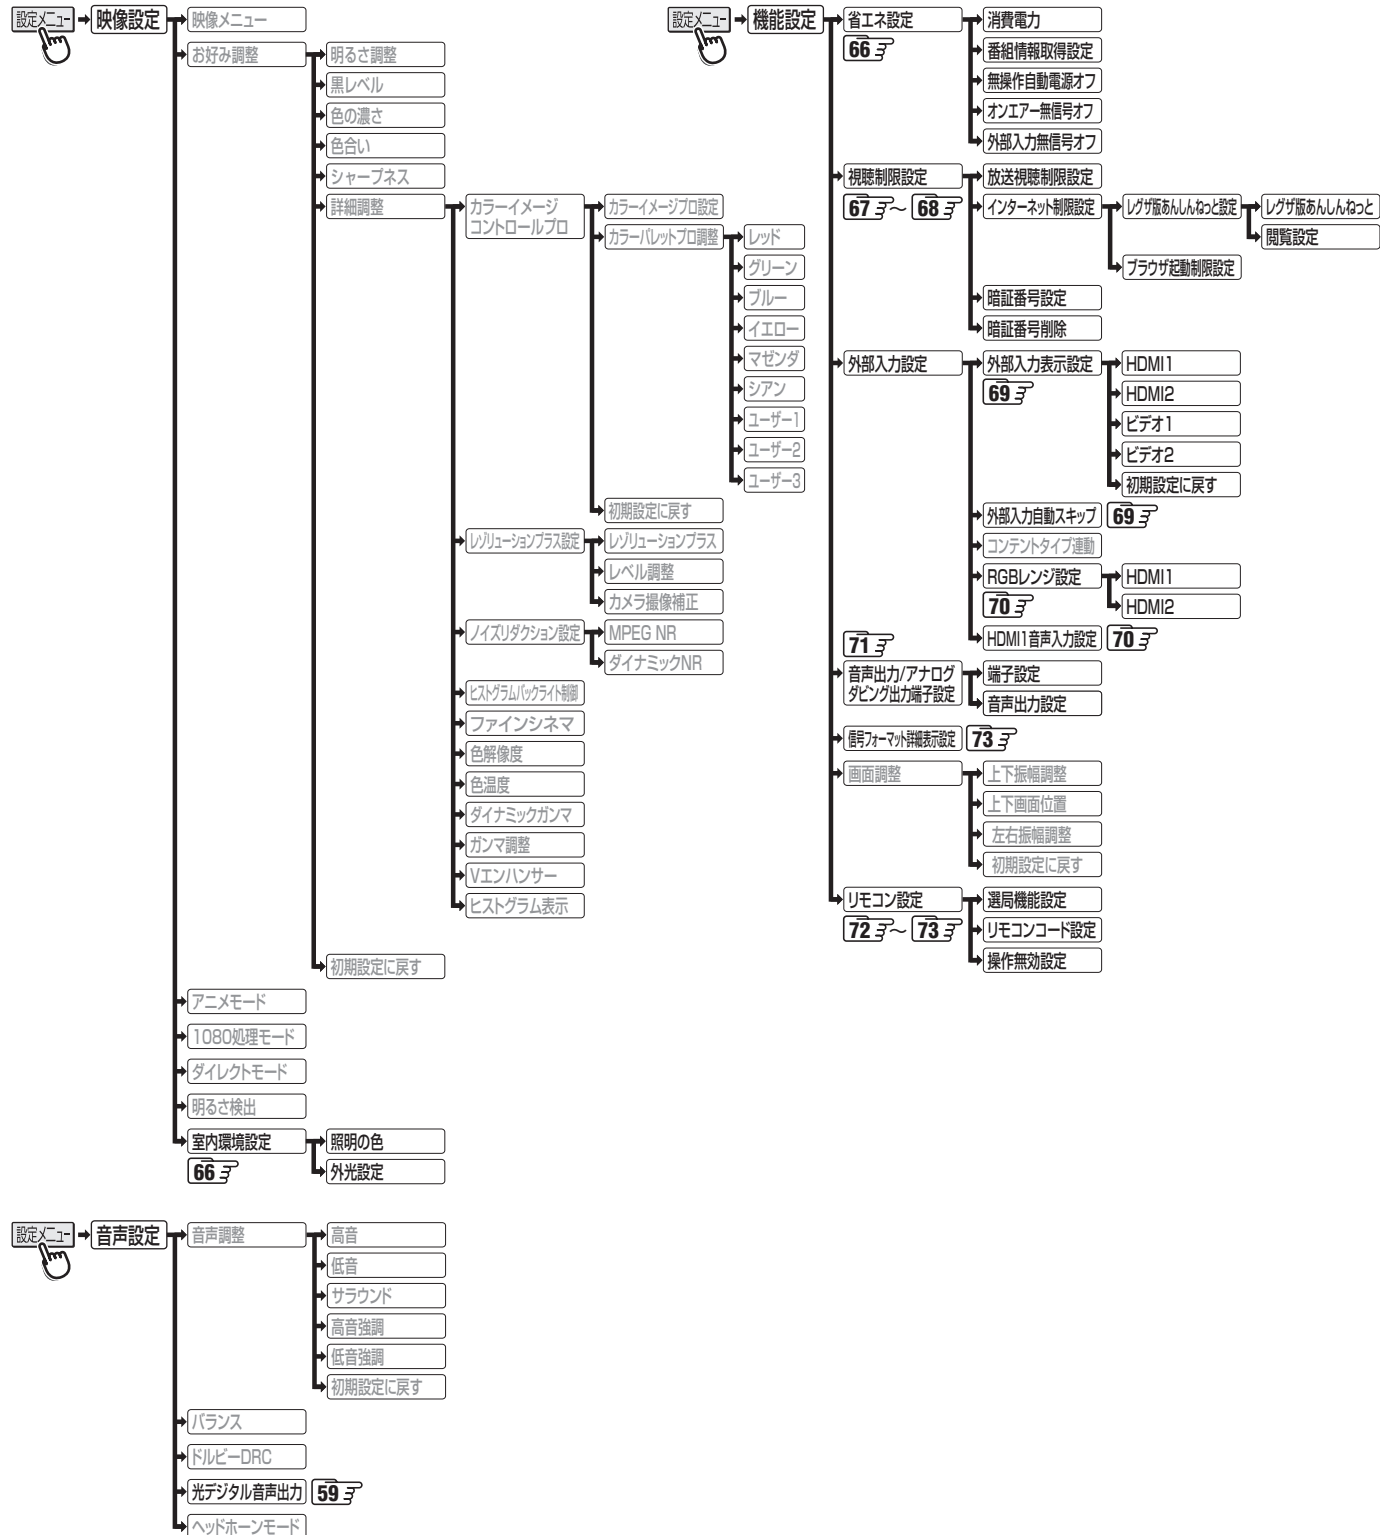 設定メニュー
映像設定
映像メニュー
お好み調整
明るさ調整
黒レベル
色の濃さ
色合い
シャープネス
詳細調整
カラーイメージ
コントロールプロ
カラーイメージプロ設定
カラーパレットプロ調整
レッド
グリーン
ブルー
イエロー
マゼンダ
シアン
ユーザー1
ユーザー2
ユーザー3
初期設定に戻す
レゾリューションプラス設定
レゾリューションプラス
レベル調整
カメラ撮像補正
ノイズリダクション設定
MPEG NR
ダイナミックNR
ヒストグラムバックライト制御
ファインシネマ
色解像度
色温度
ダイナミックガンマ
ガンマ調整
Vエンハンサー
ヒストグラム表示
初期設定に戻す
アニメモード
1080処理モード
ダイレクトモード
明るさ検出
室内環境設定
66
照明の色
外光設定
設定メニュー
音声設定
音声調整
高音
低音
サラウンド
高音強調
低音強調
初期設定に戻す
バランス
ドルビーDRC
光デジタル音声出力 59
ヘッドホーンモード
設定メニュー
機能設定
省エネ設定
66
消費電力
番組情報取得設定
無操作自動電源オフ
オンエアー無信号オフ
外部入力無信号オフ
視聴制限設定
67～68
放送視聴制限設定
インターネット制限設定
レグザ版あんしんねっと設定
レグザ版あんしんねっと
閲覧設定
ブラウザ起動制限設定
暗証番号設定
暗証番号削除
外部入力設定
外部入力表示設定
69
HDMI1
HDMI2
ビデオ1
ビデオ2
初期設定に戻す
外部入力自動スキップ 69
コンテントタイプ連動
RGBレンジ設定
70
HDMI1
HDMI2
HDMI1音声入力設定 70
71
音声出力/アナログ
ダビング出力端子設定
端子設定
音声出力設定
信号フォーマット詳細表示設定 73
画面調整
上下振幅調整
上下画面位置
左右振幅調整
初期設定に戻す
リモコン設定
72～73
選局機能設定
リモコンコード設定
操作無効設定